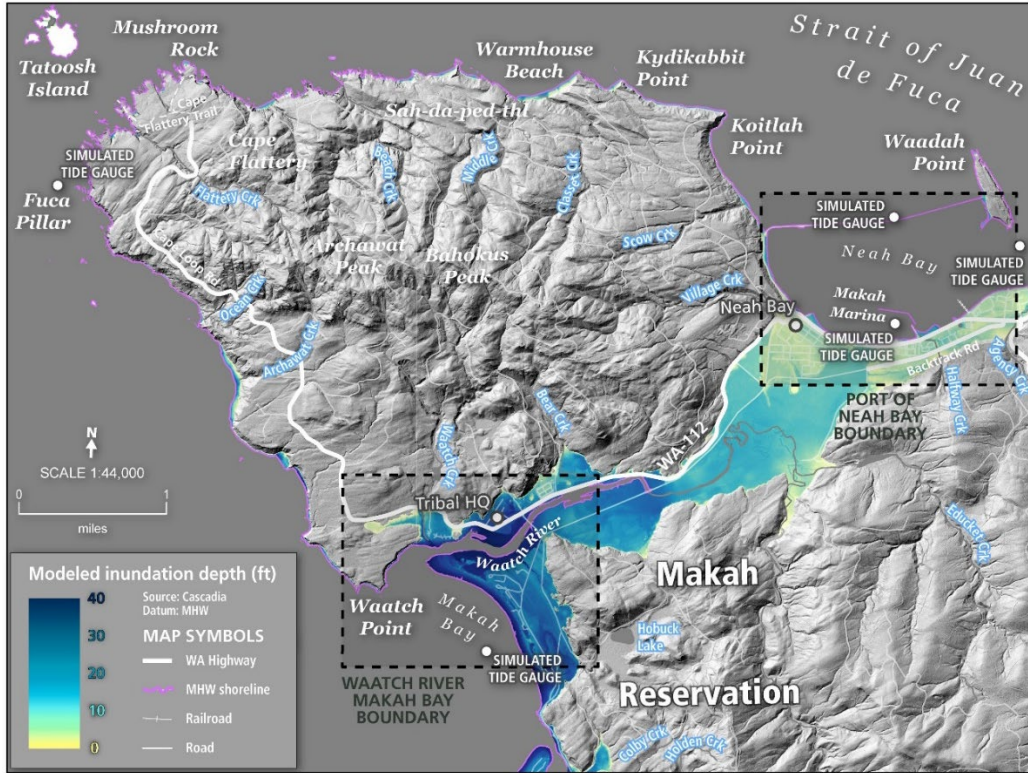 Mushroom
Rock
Tatoosh
Island
Cape
Flattery Trail
SIMULATED
TIDE GAUGE
Fuca
Pillar
Cape
Flattery
Flattery Crk
Cape Loop Rd
Ocean Crk
Archawat Crk
Sah-da-ped-thl
Beach Crk
Middle Crk
Classet Crk
Archawat
Peak
Bahokus
Peak
Warmhouse
Beach
Kydikabbit
Point
Koitlah
Point
Strait of Juan
de Fuca
Waadah
Point
SIMULATED
TIDE GAUGE
Neah Bay
SIMULATED
TIDE GAUGE
Makah
Marina
SIMULATED
TIDE GAUGE
Scow Crk
Village Crk
Neah Bay
Backtrack Rd
Agency Crk
Halfway Crk
PORT OF
NEAH BAY
BOUNDARY
Educket Crk
WA-112
Bear Crk
Waatch Crk
Tribal HQ
Waatch River
Waatch
Point
Makah
Bay
SIMULATED
TIDE GAUGE
WAATCH RIVER
MAKAH BAY
BOUNDARY
Makah
Hobuck
Lake
Reservation
Colby Crk
Holden Crk
N
SCALE 1:44,000
0
1
miles
Modeled inundation depth (ft)
40
30
20
10
0
Source: Cascadia
Datum: MHW
MAP SYMBOLS
WA Highway
MHW shoreline
Railroad
Road